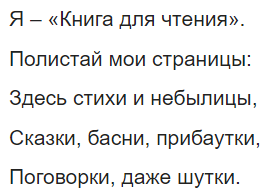 Я – «Книга для чтения».
Полистай мои страницы:
Здесь стихи и небылицы,
Сказки, басни, прибаутки,
Поговорки, даже шутки.